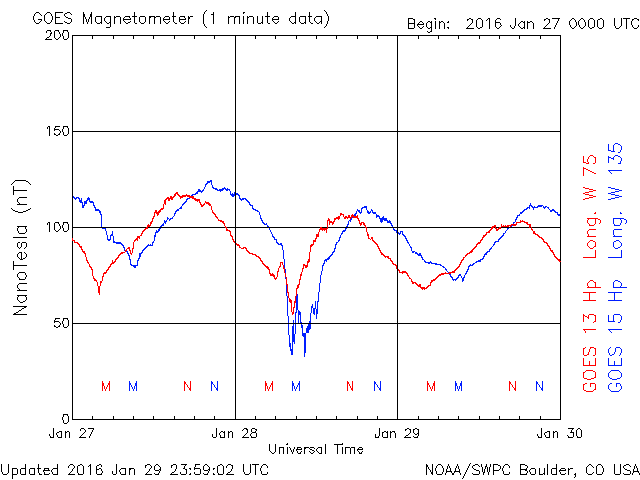 GOES Magnetometer (1 minute data)
Begin: 2016 Jan 27 0000 UTC
200
150
100
50
0
NanoTesla (nT)
M M N N M M N N M M N N
Jan 27 Jan 28 Jan 29 Jan 30
Universal Time
GOES 13 Hp Long. W 75
GOES 15 Hp Long. W 135
Updated 2016 Jan 29 23:59:02 UTC
NOAA/SWPC Boulder, CO USA